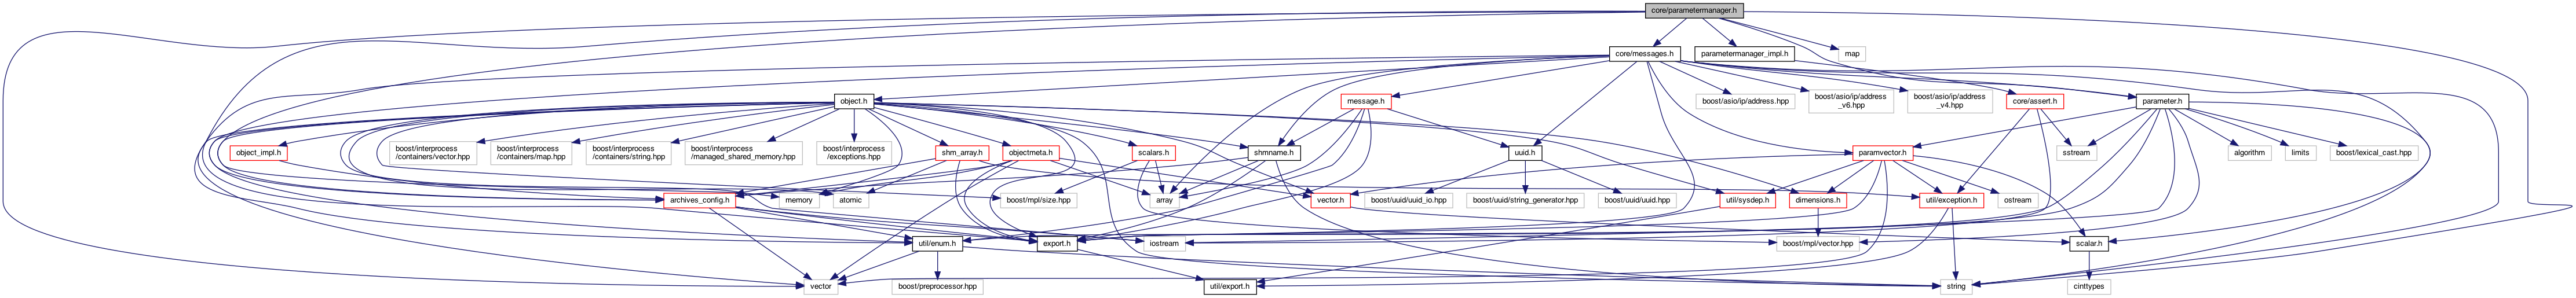 core/parametermanager.h
core/messages.h
parametermanager_impl.h
map
object.h
message.h
boost/asio/ip/address.hpp
boost/asio/ip/address
_v6.hpp
boost/asio/ip/address
_v4.hpp
core/assert.h
parameter.h
object_impl.h
boost/interprocess
/containers/vector.hpp
boost/interprocess
/containers/map.hpp
boost/interprocess
/containers/string.hpp
boost/interprocess
/managed_shared_memory.hpp
boost/interprocess
/exceptions.hpp
shm_array.h
objectmeta.h
scalars.h
shmname.h
uuid.h
paramvector.h
sstream
algorithm
limits
boost/lexical_cast.hpp
archives_config.h
memory
atomic
boost/mpl/size.hpp
array
vector.h
boost/uuid/uuid_io.hpp
boost/uuid/string_generator.hpp
boost/uuid/uuid.hpp
util/sysdep.h
dimensions.h
util/exception.h
ostream
util/enum.h
export.h
iostream
boost/mpl/vector.hpp
scalar.h
vector
boost/preprocessor.hpp
util/export.h
string
cinttypes